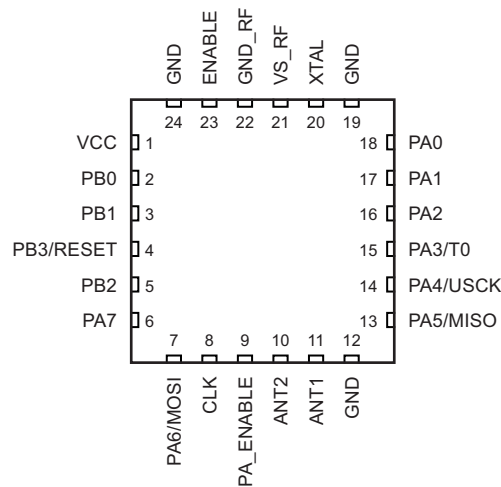 GND ENABLE GND_RF VS_RF XTAL GND
24 23 22 21 20 19
VCC 1 18 PA0
PB0 2 17 PA1
PB1 3 16 PA2
PB3/RESET 4 15 PA3/T0
PB2 5 14 PA4/USCK
PA7 6 13 PA5/MISO
7 8 9 10 11 12
PA6/MOSI CLK PA_ENABLE ANT2 ANT1 GND